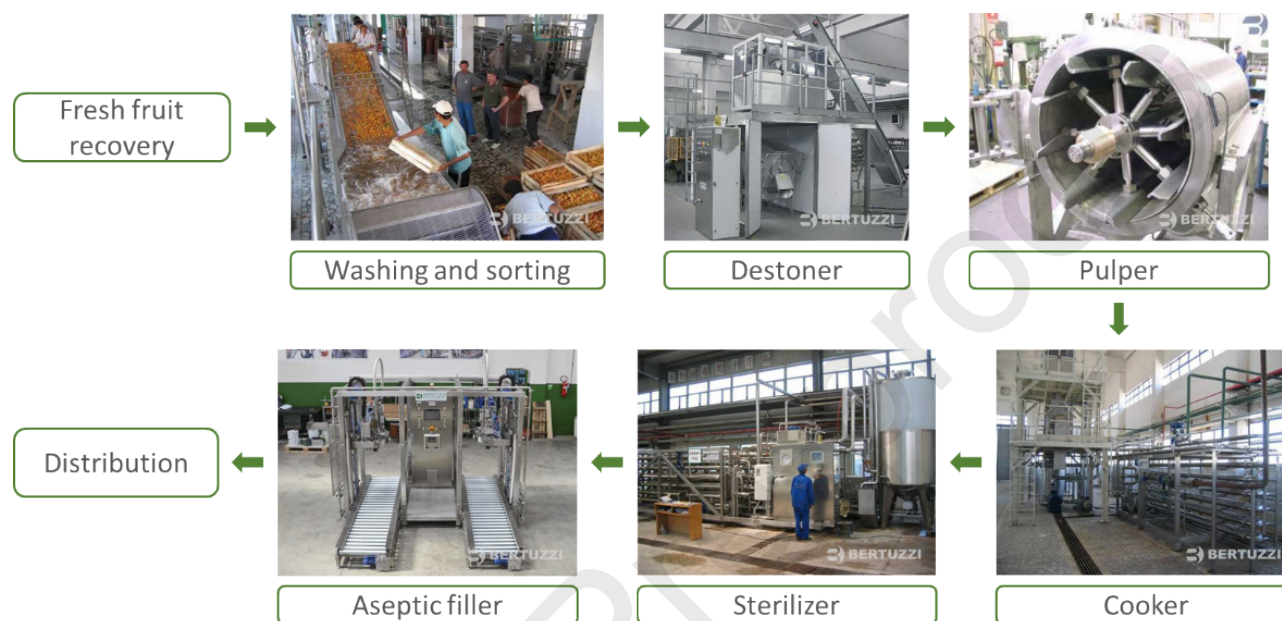 Fresh fruit
recovery
BERTUZZI
Washing and sorting
BERTUZZI
Destoner
BERTUZZI
Pulper
BERTUZZI
Aseptic filler
BERTUZZI
Sterilizer
BERTUZZI
Cooker
Distribution